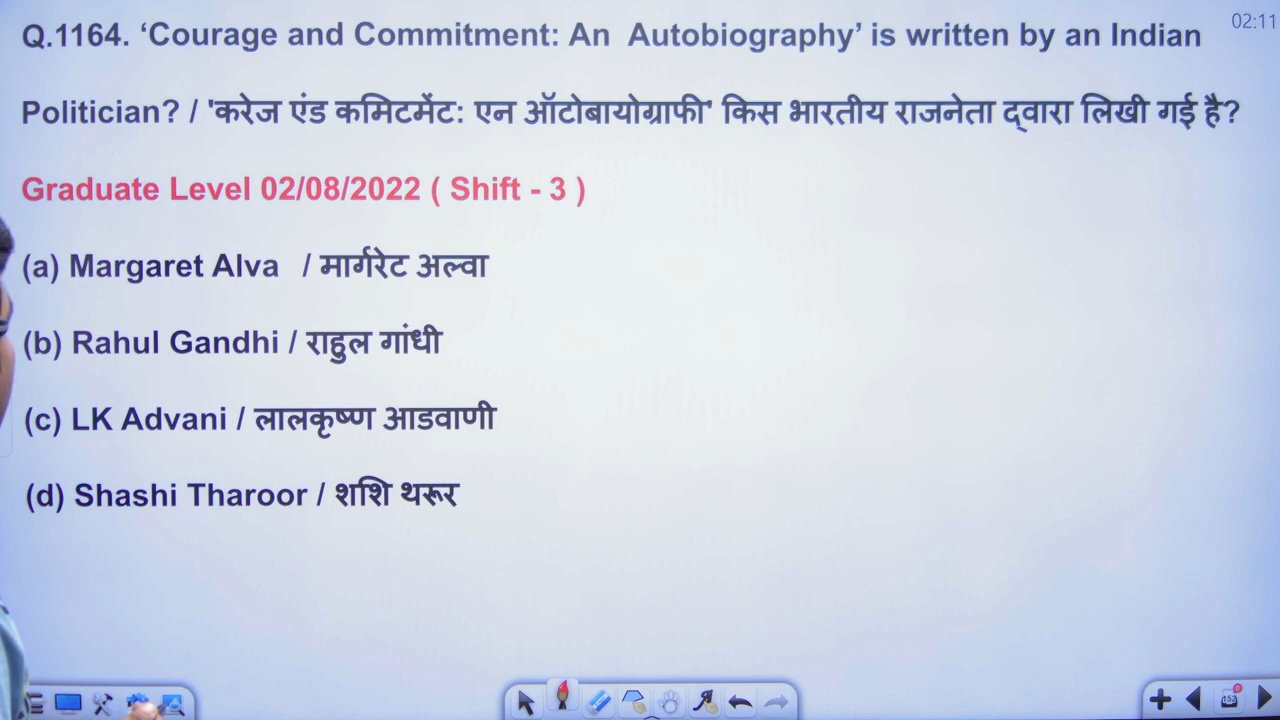 02:11
Q.1164. ‘Courage and Commitment: An Autobiography’ is written by an Indian
Politician? / 'करेज एंड कमिटमेंट: एन ऑटोबायोग्राफी' किस भारतीय राजनेता द्वारा लिखी गई है?
Graduate Level 02/08/2022 ( Shift - 3 )
(a) Margaret Alva / मार्गरेट अल्वा
(b) Rahul Gandhi / राहुल गांधी
(c) LK Advani / लालकृष्ण आडवाणी
(d) Shashi Tharoor / शशि थरूर
152